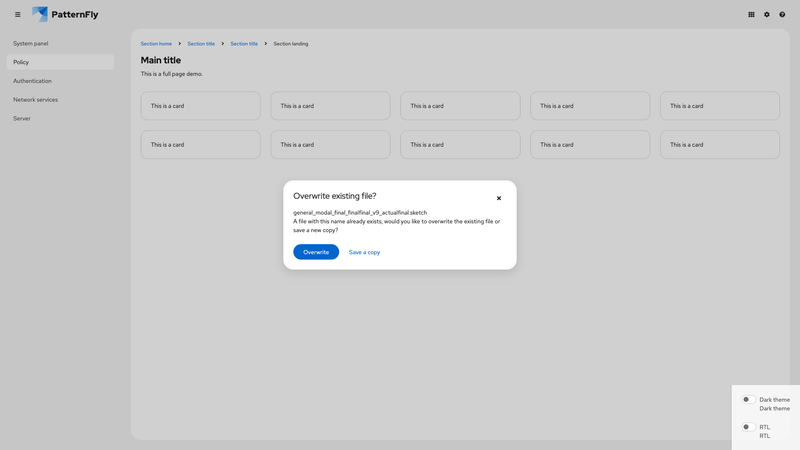 PatternFly
System panel
Policy
Authentication
Network services
Server
Section home
Section title
Section title
Section landing
Main title
This is a full page demo.
This is a card
This is a card
This is a card
This is a card
This is a card
This is a card
This is a card
This is a card
This is a card
This is a card
Overwrite existing file?
general_modal_final_finalfinal_v9_actualfinal.sketch
A file with this name already exists, would you like to overwrite the existing file or
save a new copy?
Overwrite
Save a copy
Dark theme
Dark theme
RTL
RTL